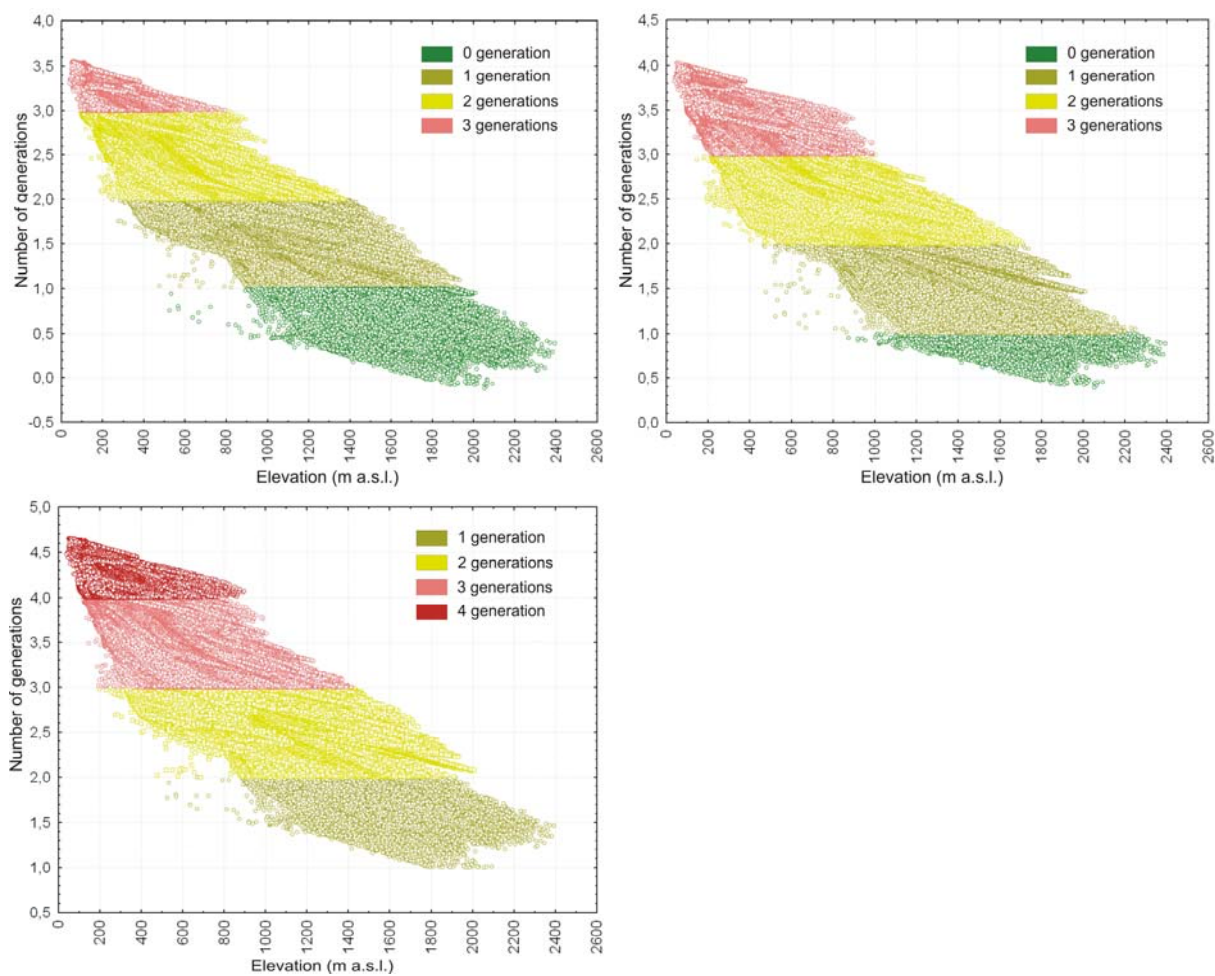 4,0
3,5
3,0
2,5
2,0
1,5
1,0
0,5
0,0
-0,5
Number of generations
0 generation
1 generation
2 generations
3 generations
0 200 400 600 800 1000 1200 1400 1600 1800 2000 2200 2400 2600
Elevation (m a.s.l.)
4,5
4,0
3,5
3,0
2,5
2,0
1,5
1,0
0,5
0,0
Number of generations
0 generation
1 generation
2 generations
3 generations
0 200 400 600 800 1000 1200 1400 1600 1800 2000 2200 2400 2600
Elevation (m a.s.l.)
5,0
4,5
4,0
3,5
3,0
2,5
2,0
1,5
1,0
0,5
Number of generations
1 generation
2 generations
3 generations
4 generation
0 200 400 600 800 1000 1200 1400 1600 1800 2000 2200 2400 2600
Elevation (m a.s.l.)